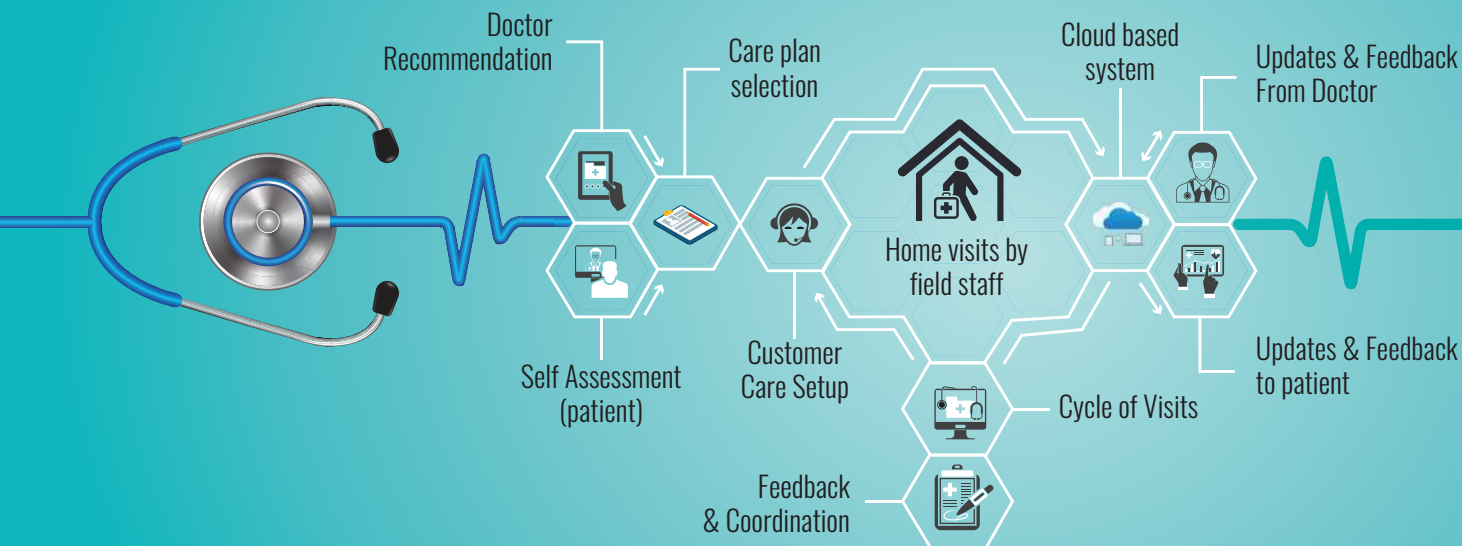 Doctor
Recommendation
Care plan
selection
Cloud based
system
Updates & Feedback
From Doctor
Home visits by
field staff
Self Assessment
(patient)
Customer
Care Setup
Updates & Feedback
to patient
Cycle of Visits
Feedback
& Coordination